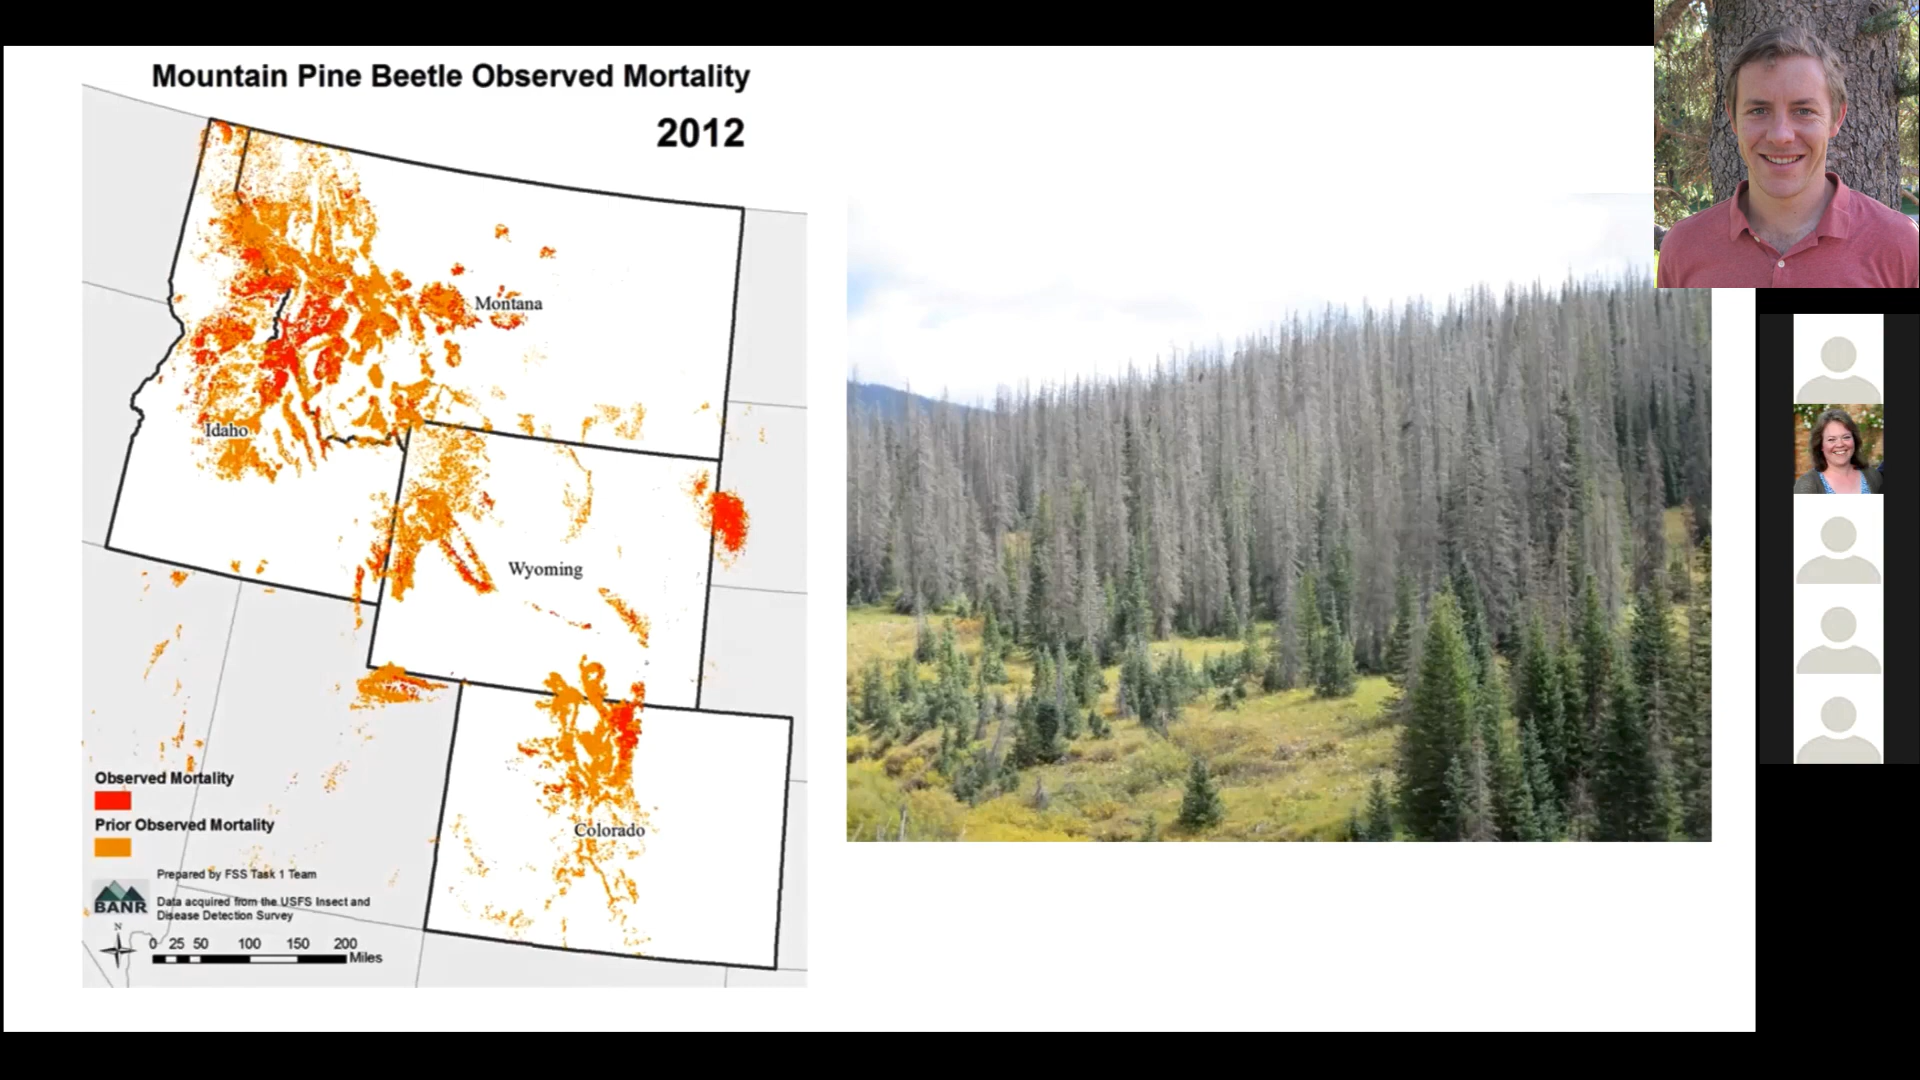 Mountain Pine Beetle Observed Mortality
2012
Montana
Idaho
Wyoming
Colorado
Observed Mortality
Prior Observed Mortality
Prepared by FSS Task 1 Team
BANR
Data acquired from the USFS Insect and
Disease Detection Survey
N
0 25 50 100 150 200
Miles